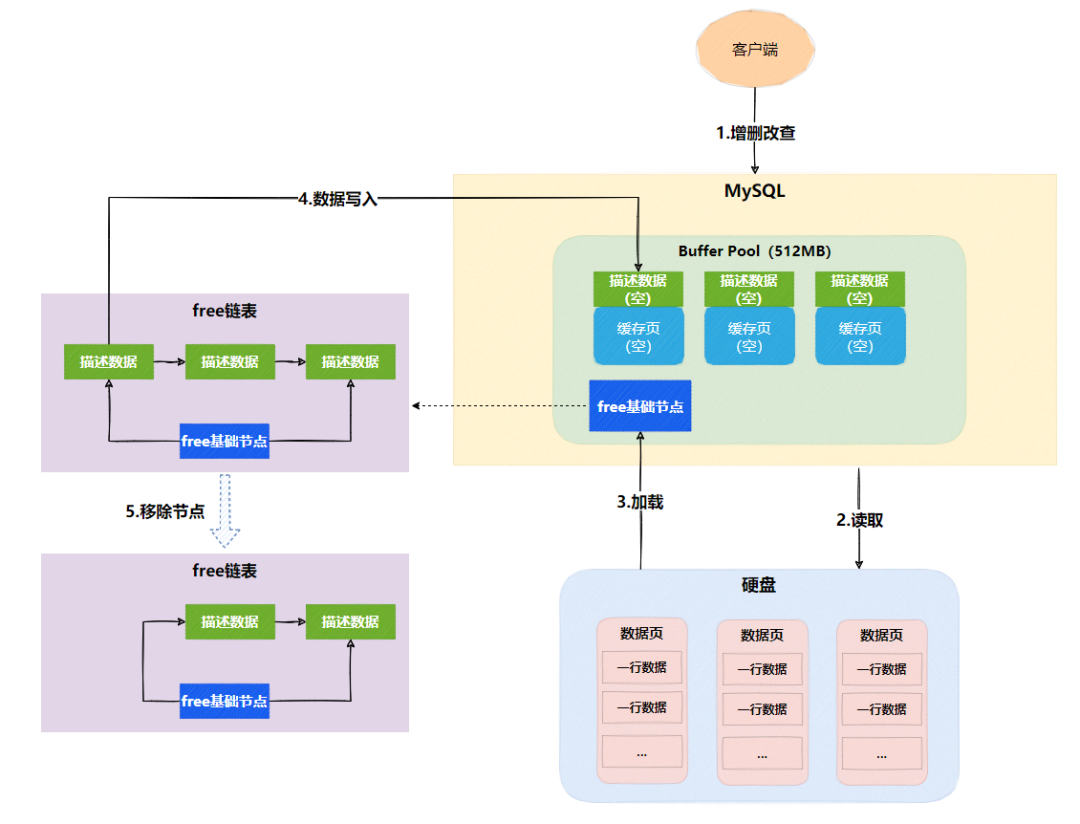 客户端
1.增删改查
MySQL
4.数据写入
Buffer Pool（512MB）
描述数据
(空)
描述数据
(空)
描述数据
(空)
缓存页
(空)
缓存页
(空)
缓存页
(空)
free基础节点
free链表
描述数据
描述数据
描述数据
free基础节点
5.移除节点
3.加载
2.读取
free链表
描述数据
描述数据
free基础节点
硬盘
数据页
一行数据
一行数据
...
数据页
一行数据
一行数据
...
数据页
一行数据
一行数据
...